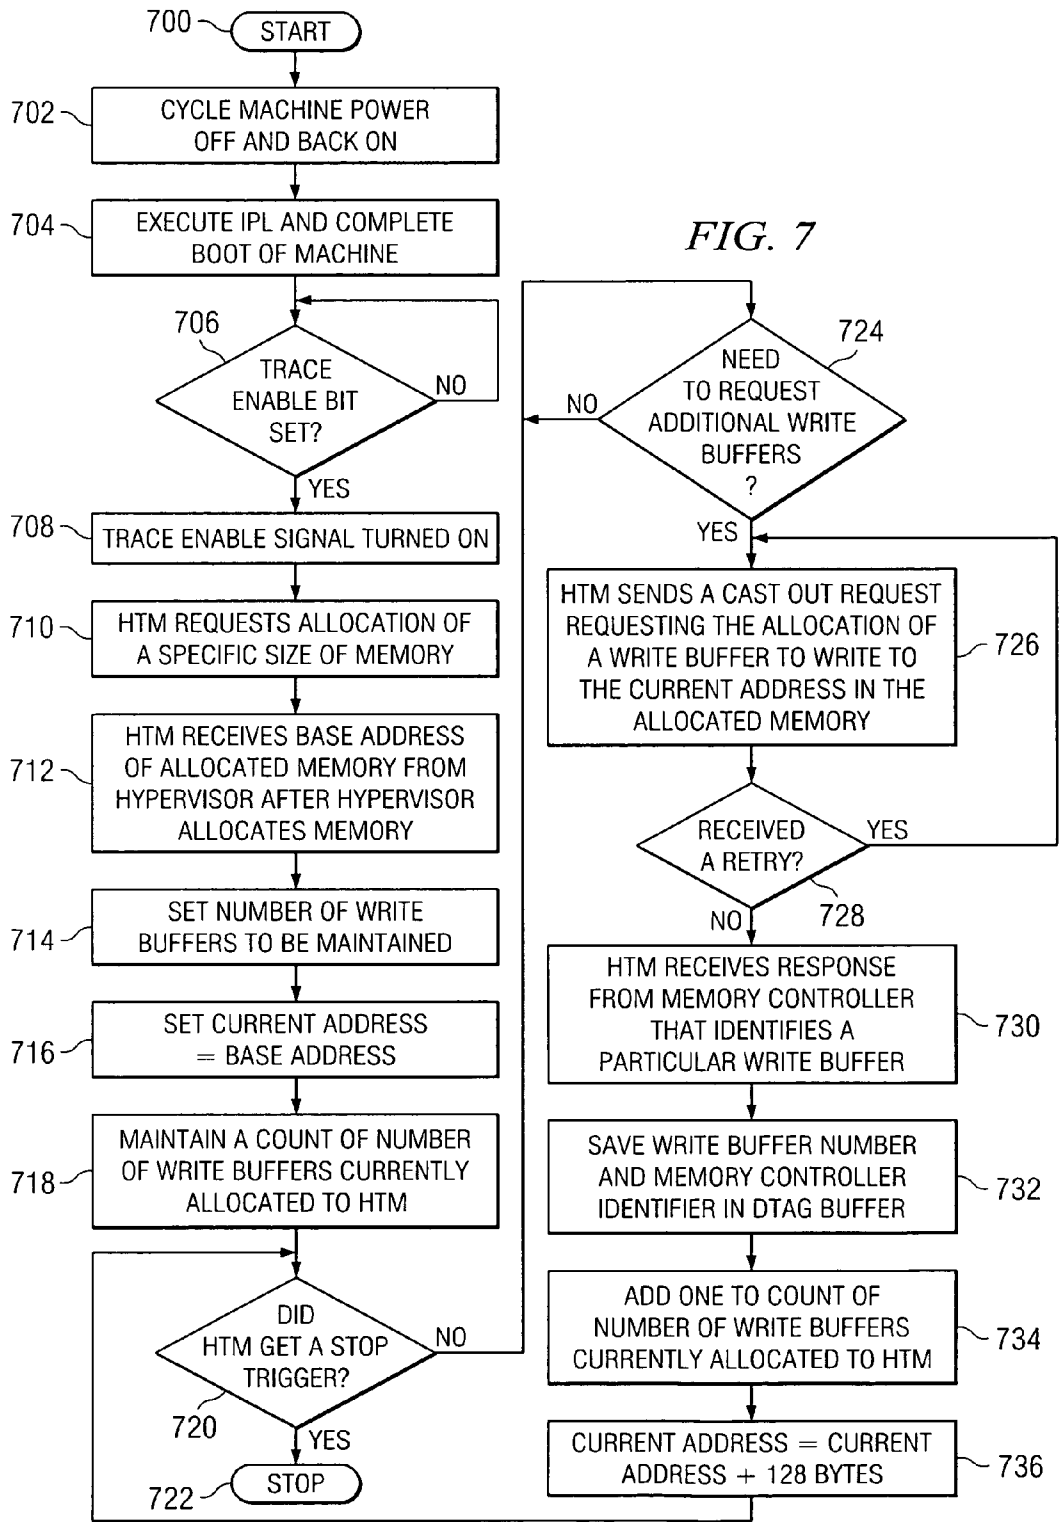 700
START
702
CYCLE MACHINE POWER
OFF AND BACK ON
704
EXECUTE IPL AND COMPLETE
BOOT OF MACHINE
706
TRACE
ENABLE BIT
SET?
NO
YES
708
TRACE ENABLE SIGNAL TURNED ON
710
HTM REQUESTS ALLOCATION OF
A SPECIFIC SIZE OF MEMORY
712
HTM RECEIVES BASE ADDRESS
OF ALLOCATED MEMORY FROM
HYPERVISOR AFTER HYPERVISOR
ALLOCATES MEMORY
714
SET NUMBER OF WRITE
BUFFERS TO BE MAINTAINED
716
SET CURRENT ADDRESS
= BASE ADDRESS
718
MAINTAIN A COUNT OF NUMBER
OF WRITE BUFFERS CURRENTLY
ALLOCATED TO HTM
DID
HTM GET A STOP
TRIGGER?
NO
720
YES
722
STOP
FIG. 7
724
NEED
TO REQUEST
ADDITIONAL WRITE
BUFFERS
?
NO
YES
HTM SENDS A CAST OUT REQUEST
REQUESTING THE ALLOCATION OF
A WRITE BUFFER TO WRITE TO
THE CURRENT ADDRESS IN THE
ALLOCATED MEMORY
726
RECEIVED
A RETRY?
YES
728
NO
HTM RECEIVES RESPONSE
FROM MEMORY CONTROLLER
THAT IDENTIFIES A
PARTICULAR WRITE BUFFER
730
SAVE WRITE BUFFER NUMBER
AND MEMORY CONTROLLER
IDENTIFIER IN DTAG BUFFER
732
ADD ONE TO COUNT OF
NUMBER OF WRITE BUFFERS
CURRENTLY ALLOCATED TO HTM
734
CURRENT ADDRESS = CURRENT
ADDRESS + 128 BYTES
736